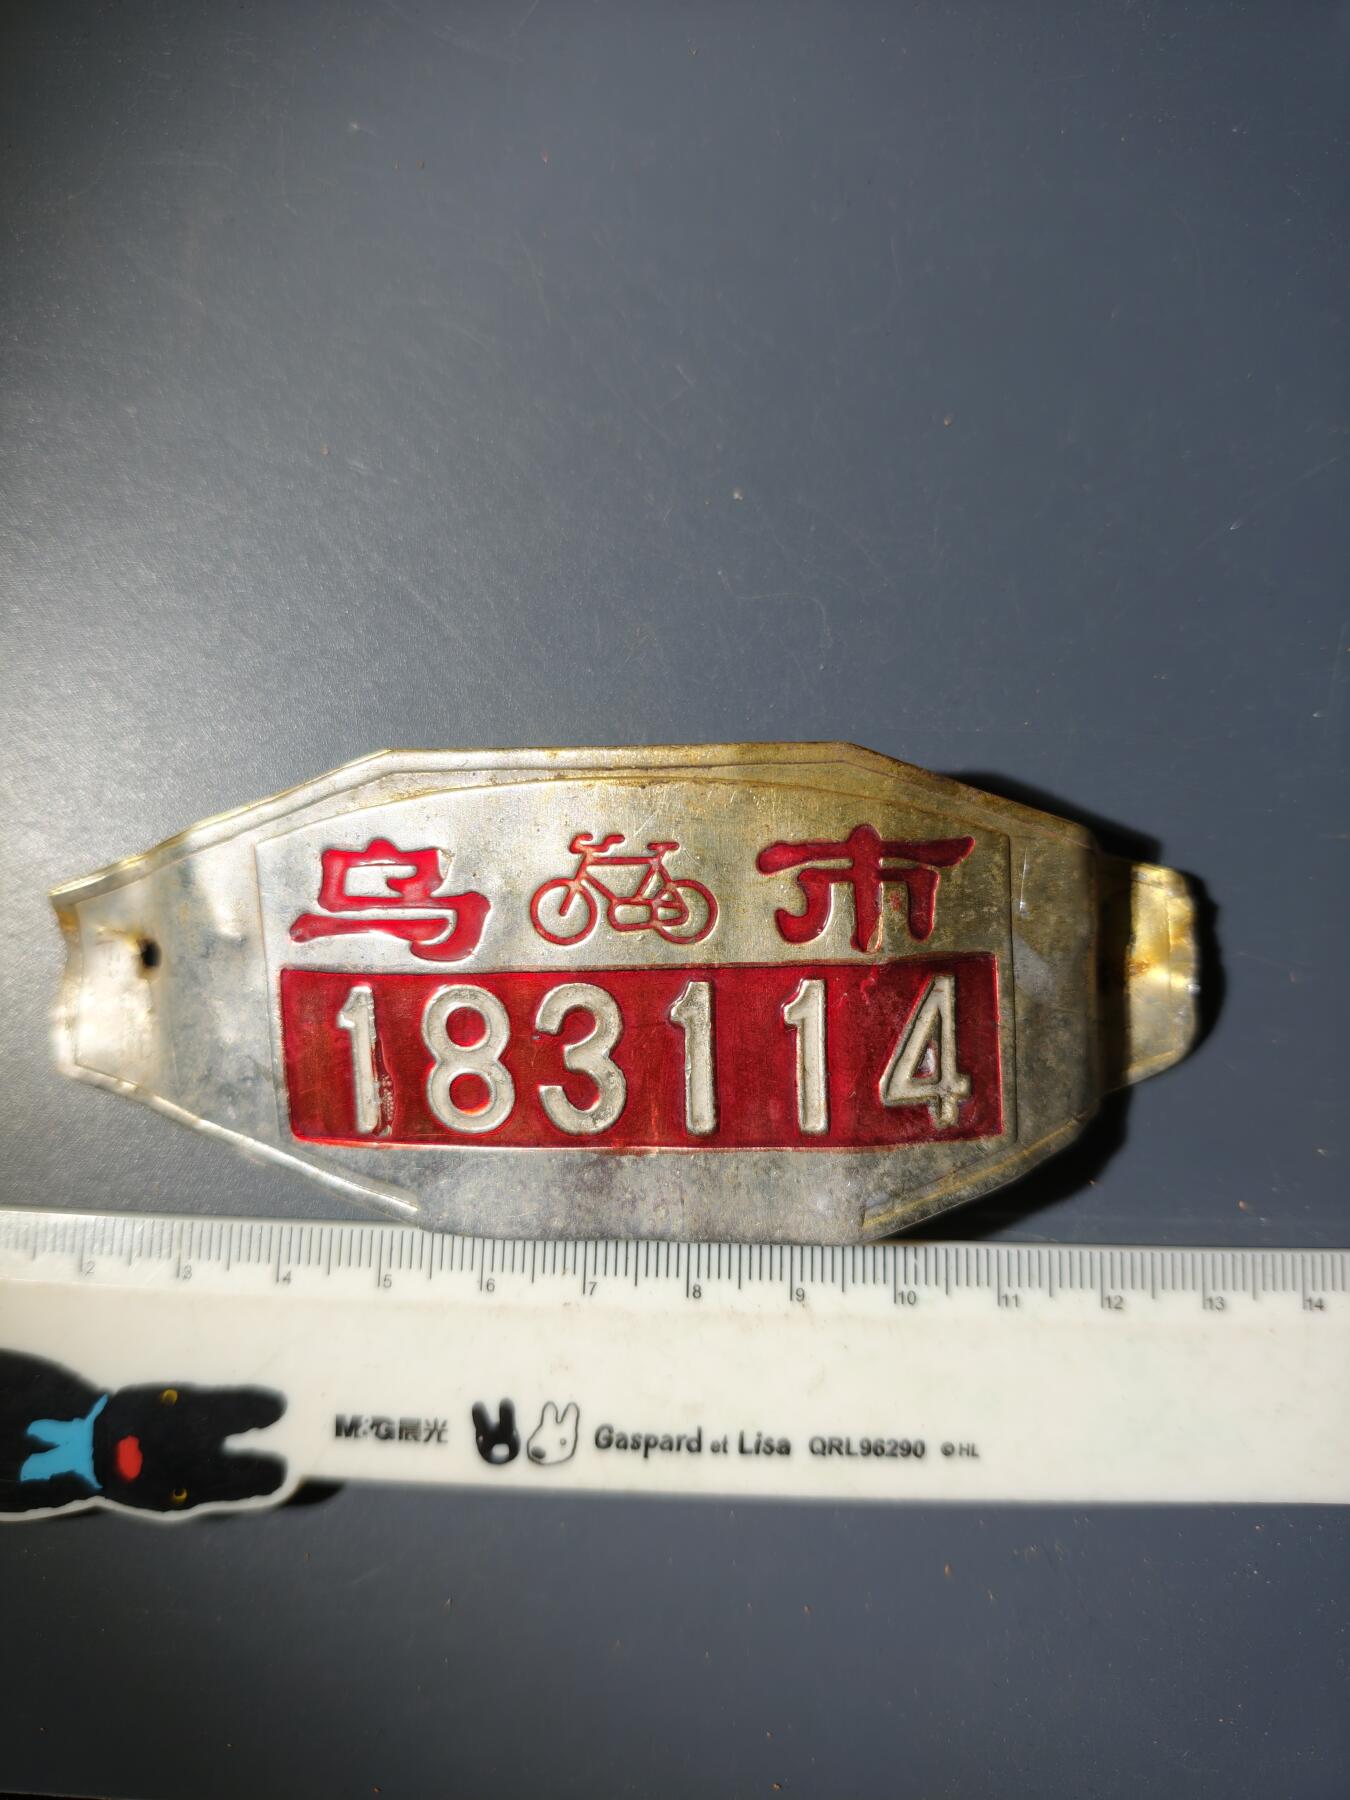 乌 市
183114
2 3 4 5 6 7 8 9 10 11 12 13 14
M&G晨光 Gaspard et Lisa QRL96290 ©HL